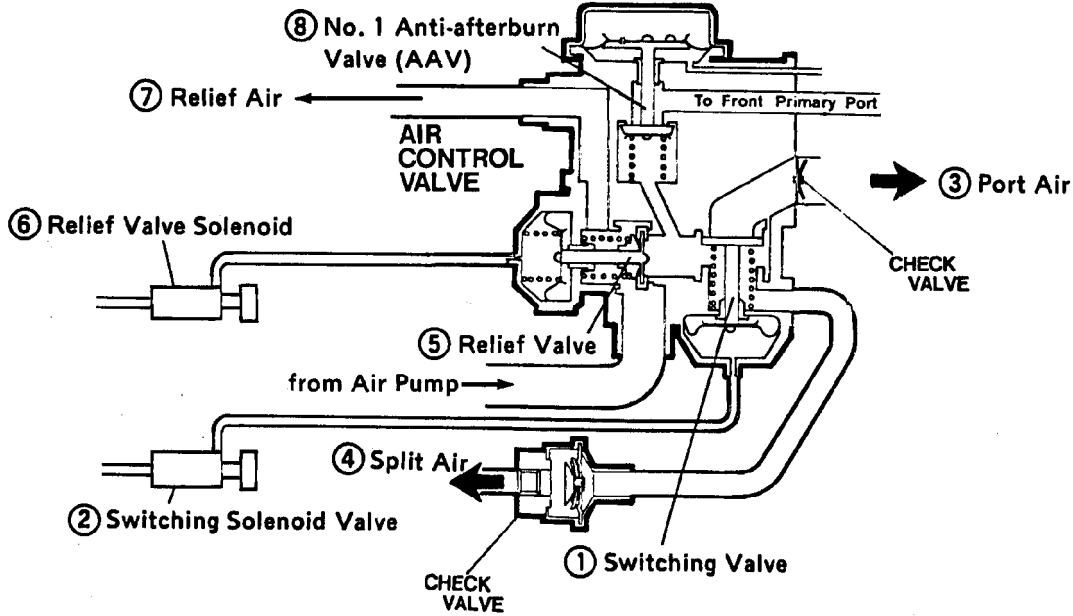 ⑧ No. 1 Anti-afterburn
Valve (AAV)
⑦ Relief Air
To Front Primary Port
AIR
CONTROL
VALVE
③ Port Air
⑥ Relief Valve Solenoid
CHECK
VALVE
⑤ Relief Valve
from Air Pump
④ Split Air
② Switching Solenoid Valve
① Switching Valve
CHECK
VALVE